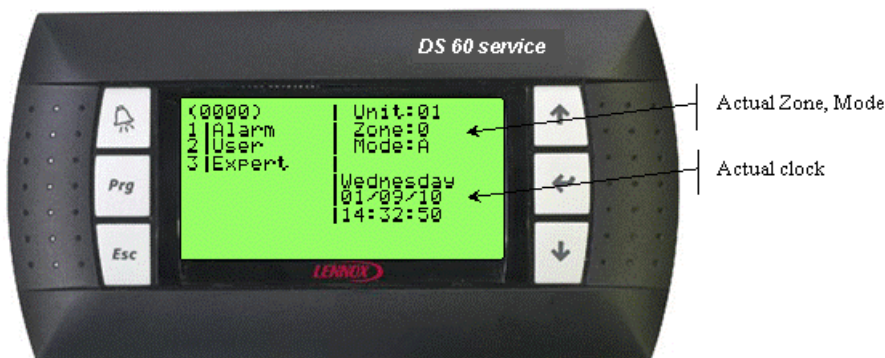 DS 60 service
(0000)
1|Alarm
2|User
3|Expert
Unit:01
Zone:0
Mode:A
Wednesday
01/09/10
14:32:50
Prg
Esc
LENNOX
Actual Zone, Mode
Actual clock